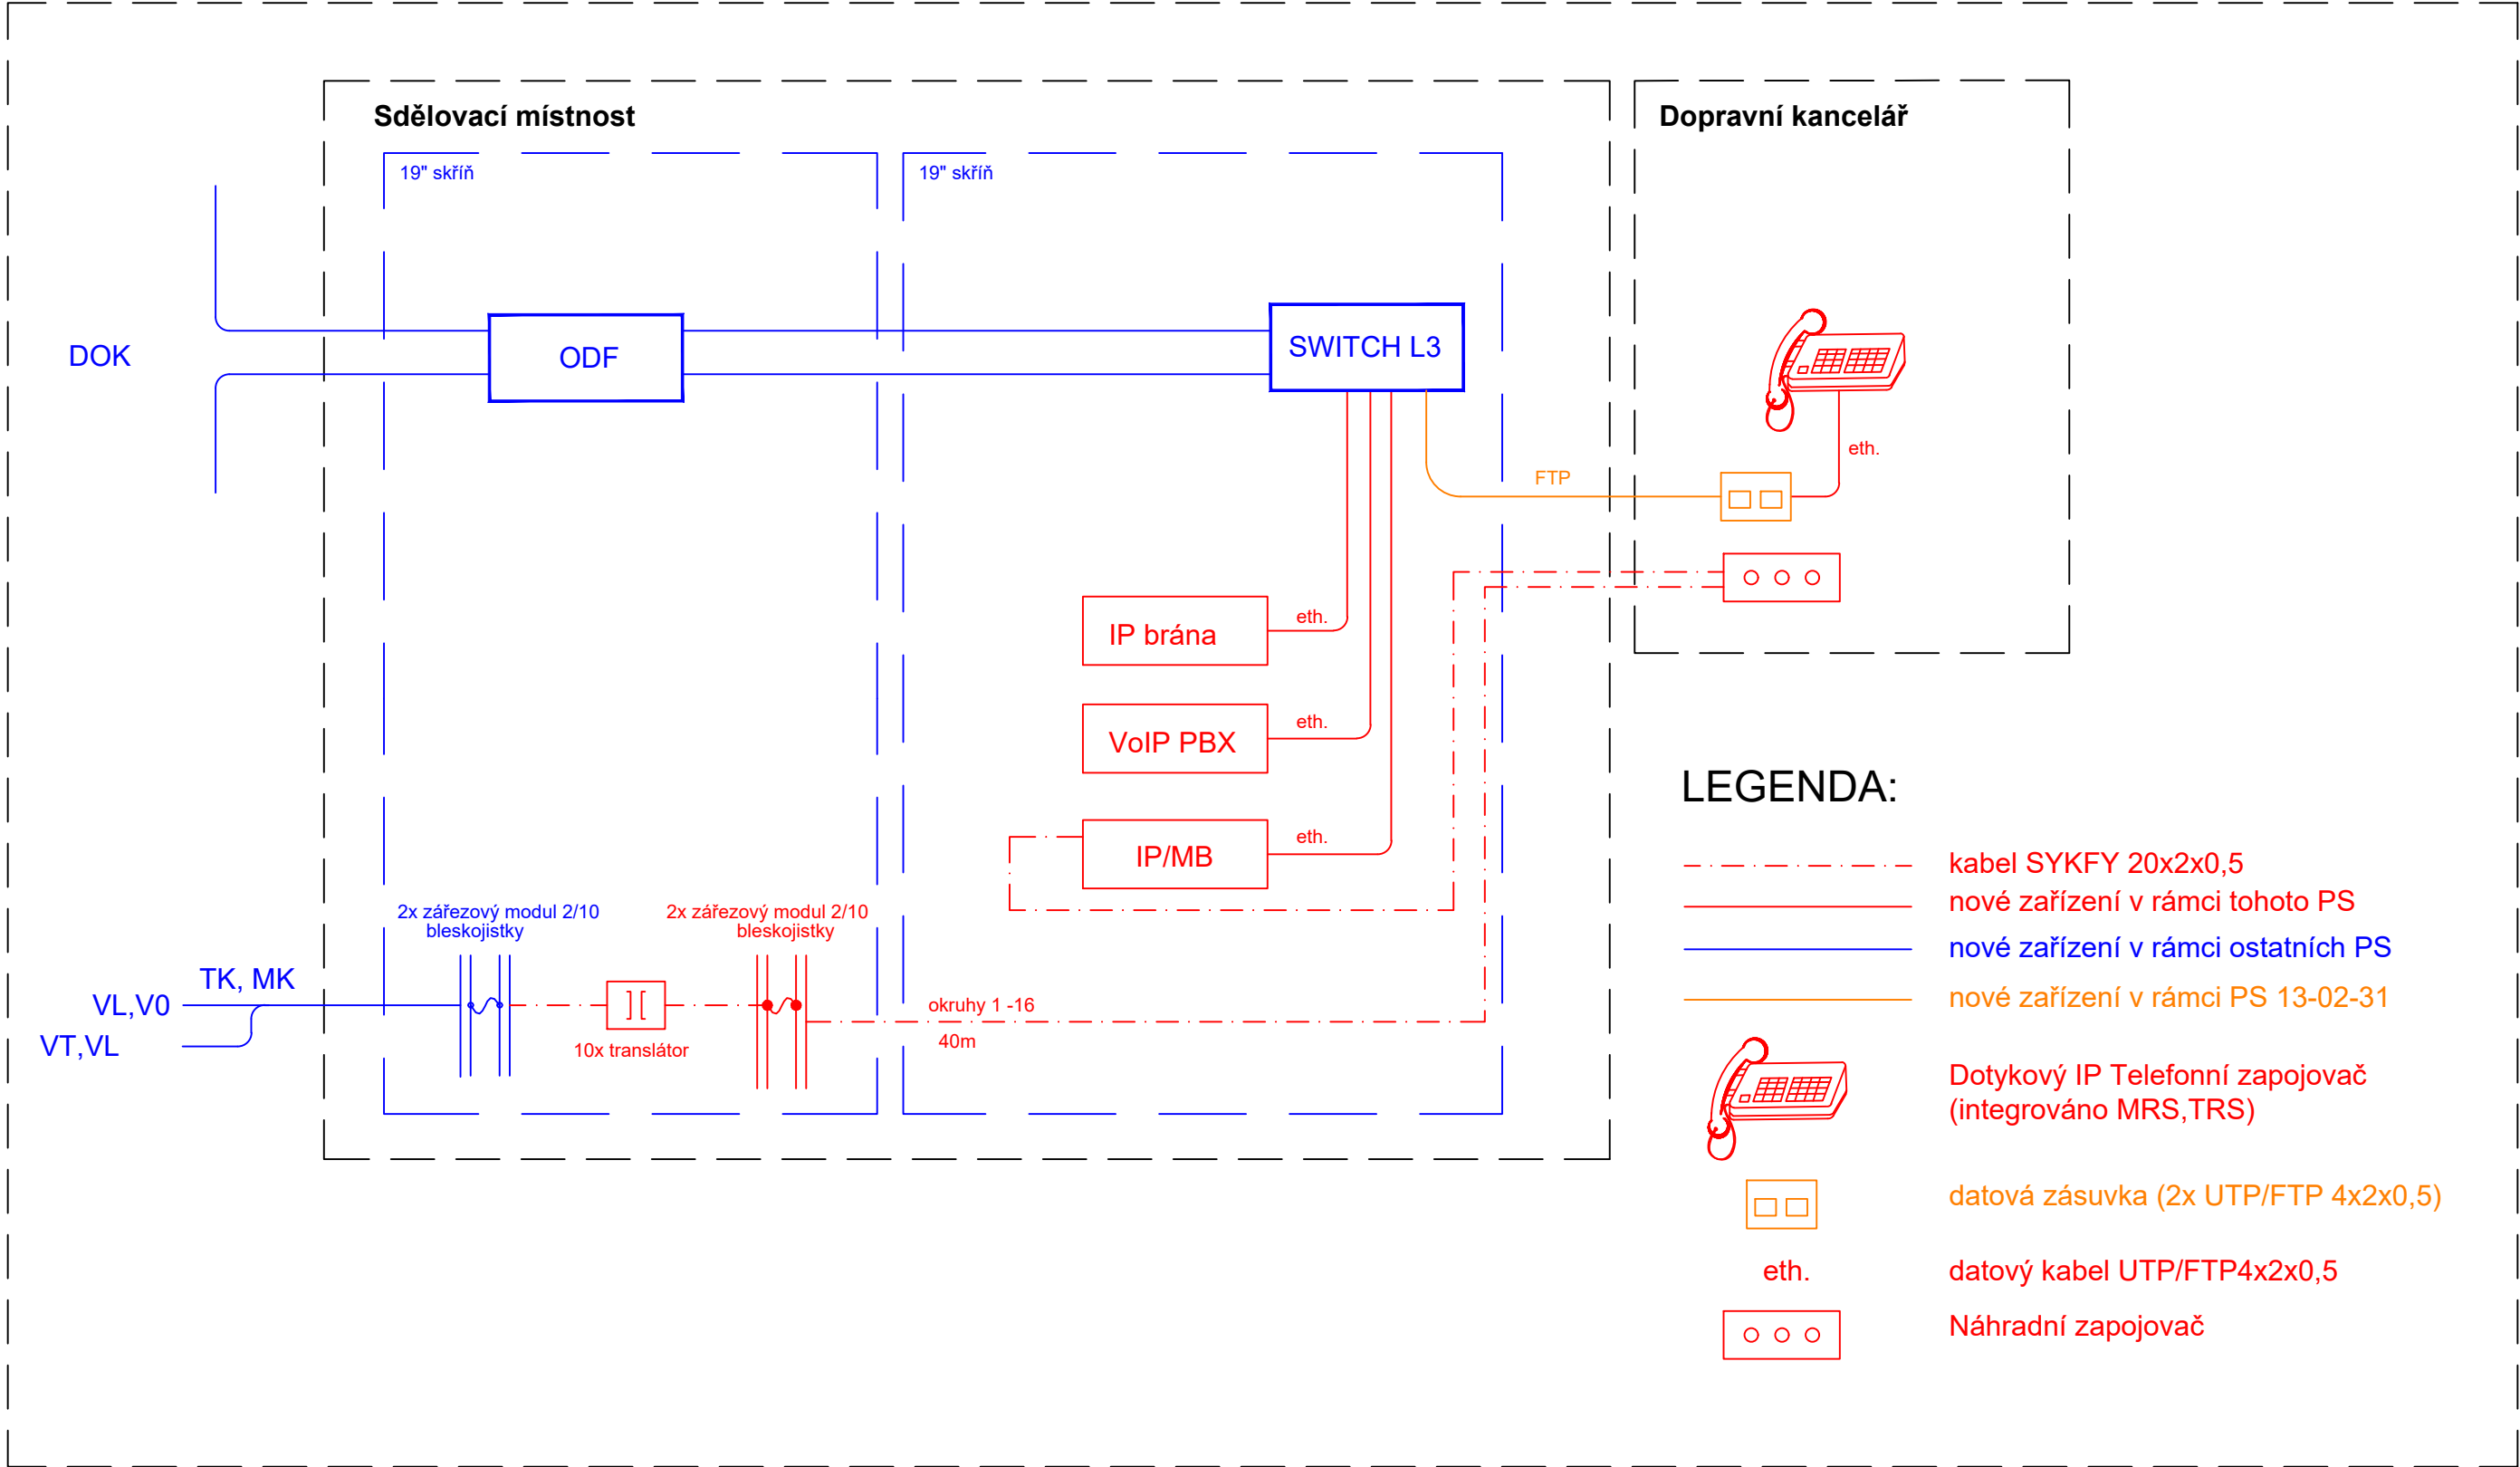 Sdělovací místnost
Dopravní kancelář
19" skříň
19" skříň
DOK
ODF
SWITCH L3
eth.
FTP
IP brána
eth.
VoIP PBX
eth.
IP/MB
eth.
2x zářezový modul 2/10
bleskojistky
2x zářezový modul 2/10
bleskojistky
TK, MK
VL,V0
VT,VL
10x translátor
okruhy 1 -16
40m
LEGENDA:
kabel SYKFY 20x2x0,5
nové zařízení v rámci tohoto PS
nové zařízení v rámci ostatních PS
nové zařízení v rámci PS 13-02-31
Dotykový IP Telefonní zapojovač
(integrováno MRS,TRS)
datová zásuvka (2x UTP/FTP 4x2x0,5)
eth.
datový kabel UTP/FTP4x2x0,5
Náhradní zapojovač